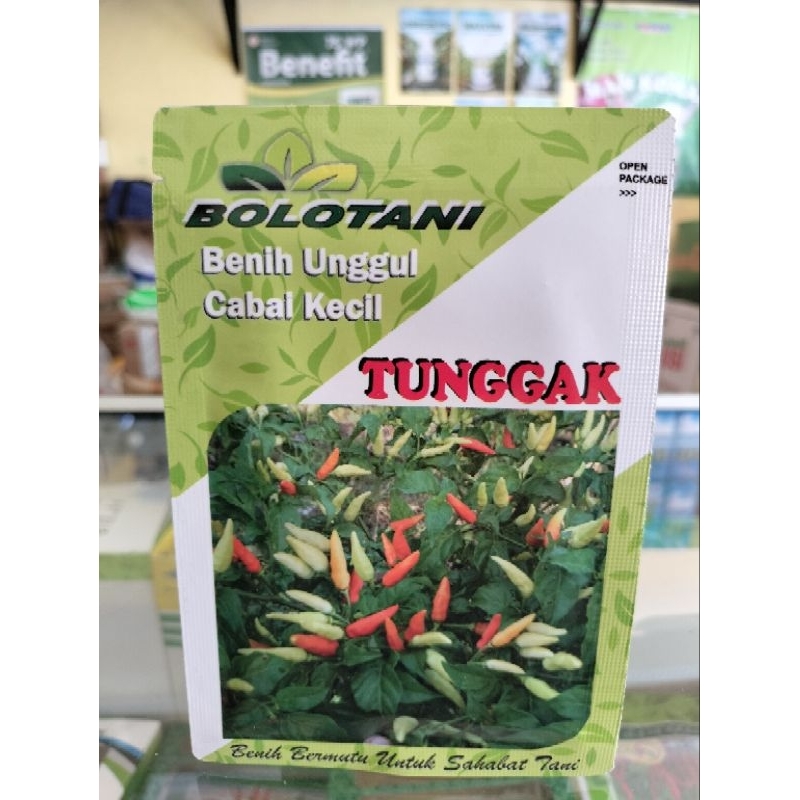 Benefit
OPEN
PACKAGE
>>>
BOLOTANI
Benih Unggul
Cabai Kecil
TUNGGAK
Benih Bermutu Untuk Sahabat Tani